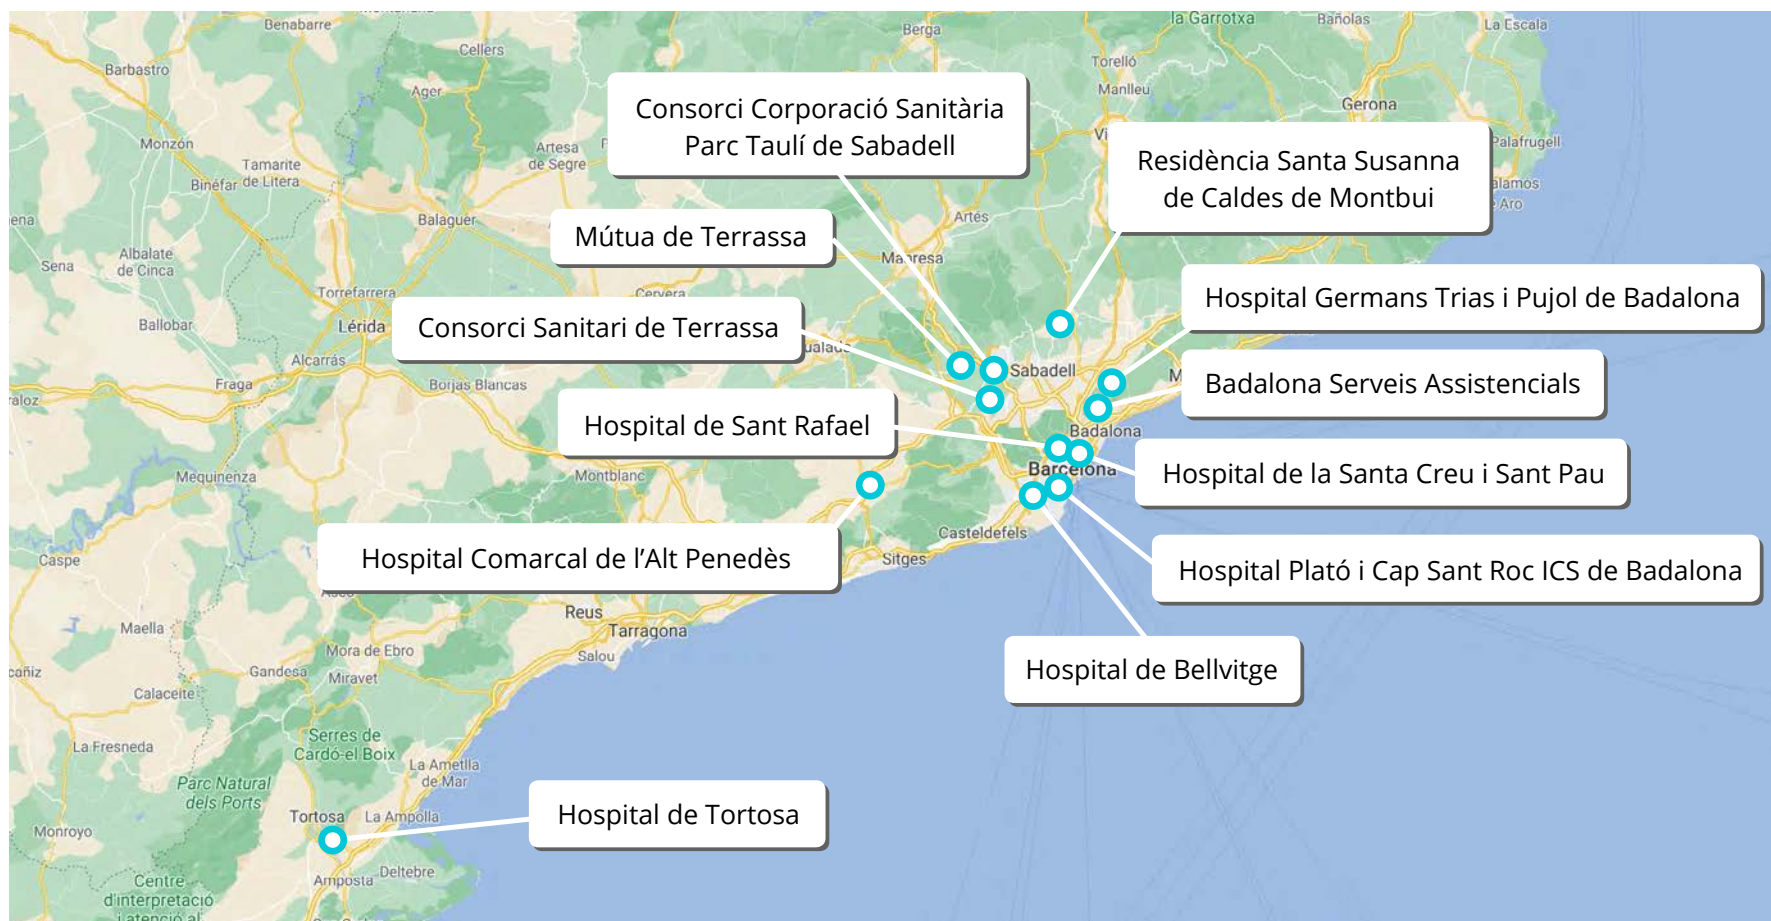 Benabarre
Berga
la Garrotxa
Bañolas
La Escala
Cellers
Barbastro
Torelló
Ager
Manlleu
Gerona
Consorci Corporació Sanitària
Parc Taulí de Sabadell
Monzón
Artesa
de Segre
Palafrugell
Residència Santa Susanna
de Caldes de Montbui
Tamarite
de Litera
Binéfar
Balaguer
Artés
Mútua de Terrassa
Albalate
de Cinca
Sena
Manresa
Torrefarrera
Cervera
Hospital Germans Trias i Pujol de Badalona
Ballobar
Lérida
Consorci Sanitari de Terrassa
Alcarrás
Sabadell
Fraga
Borjas Blancas
Badalona Serveis Assistencials
Hospital de Sant Rafael
Badalona
Barcelona
Mequinenza
Montblanc
Hospital de la Santa Creu i Sant Pau
Casteldefels
Caspe
Hospital Comarcal de l'Alt Penedès
Sitges
Hospital Plató i Cap Sant Roc ICS de Badalona
Reus
Maella
Tarragona
Mora de Ebro
Salou
Gandesa
Miravet
Hospital de Bellvitge
Calaceite
Serres de
Cardó-el Boix
La Fresneda
La Ametlla
de Mar
Parc Natural
dels Ports
Tortosa
La Ampolla
Hospital de Tortosa
Monroyo
Deltebre
Amposta
Centre
d'interpretació
i atenció al